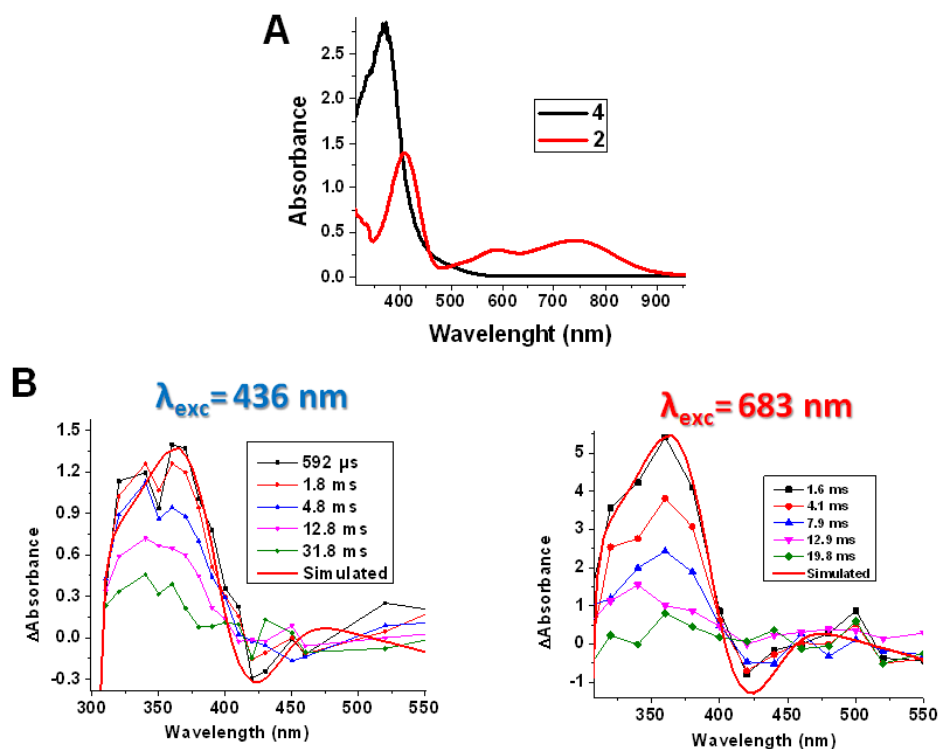 A
2.5
2.0
1.5
1.0
0.5
0.0
Absorbance
4
2
400 500 600 700 800 900
Wavelenght (nm)
B
λexc= 436 nm
1.5
1.2
0.9
0.6
0.3
0.0
-0.3
ΔAbsorbance
592 µs
1.8 ms
4.8 ms
12.8 ms
31.8 ms
Simulated
300 350 400 450 500 550
Wavelength (nm)
λexc= 683 nm
5
4
3
2
1
0
-1
ΔAbsorbance
1.6 ms
4.1 ms
7.9 ms
12.9 ms
19.8 ms
Simulated
350 400 450 500 550
Wavelength (nm)